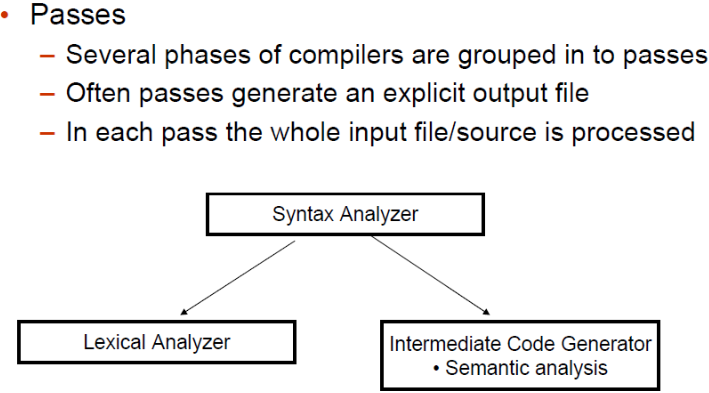 • Passes
– Several phases of compilers are grouped in to passes
– Often passes generate an explicit output file
– In each pass the whole input file/source is processed
Syntax Analyzer
Lexical Analyzer
Intermediate Code Generator
• Semantic analysis